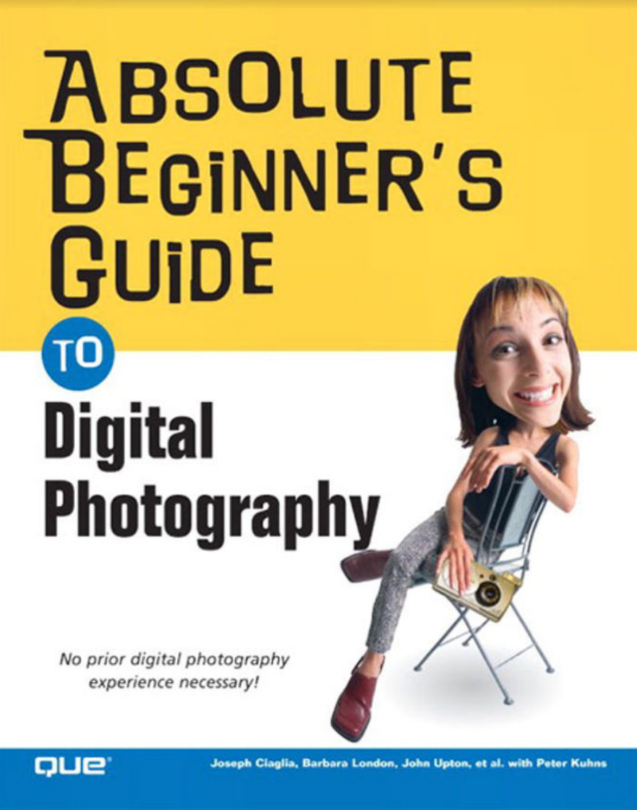 ABSOLUTE
BEGINNER'S
GUiDE
TO
Digital
Photography
No prior digital photography
experience necessary!
QUE®
Joseph Ciaglia, Barbara London, John Upton, et al. with Peter Kuhns